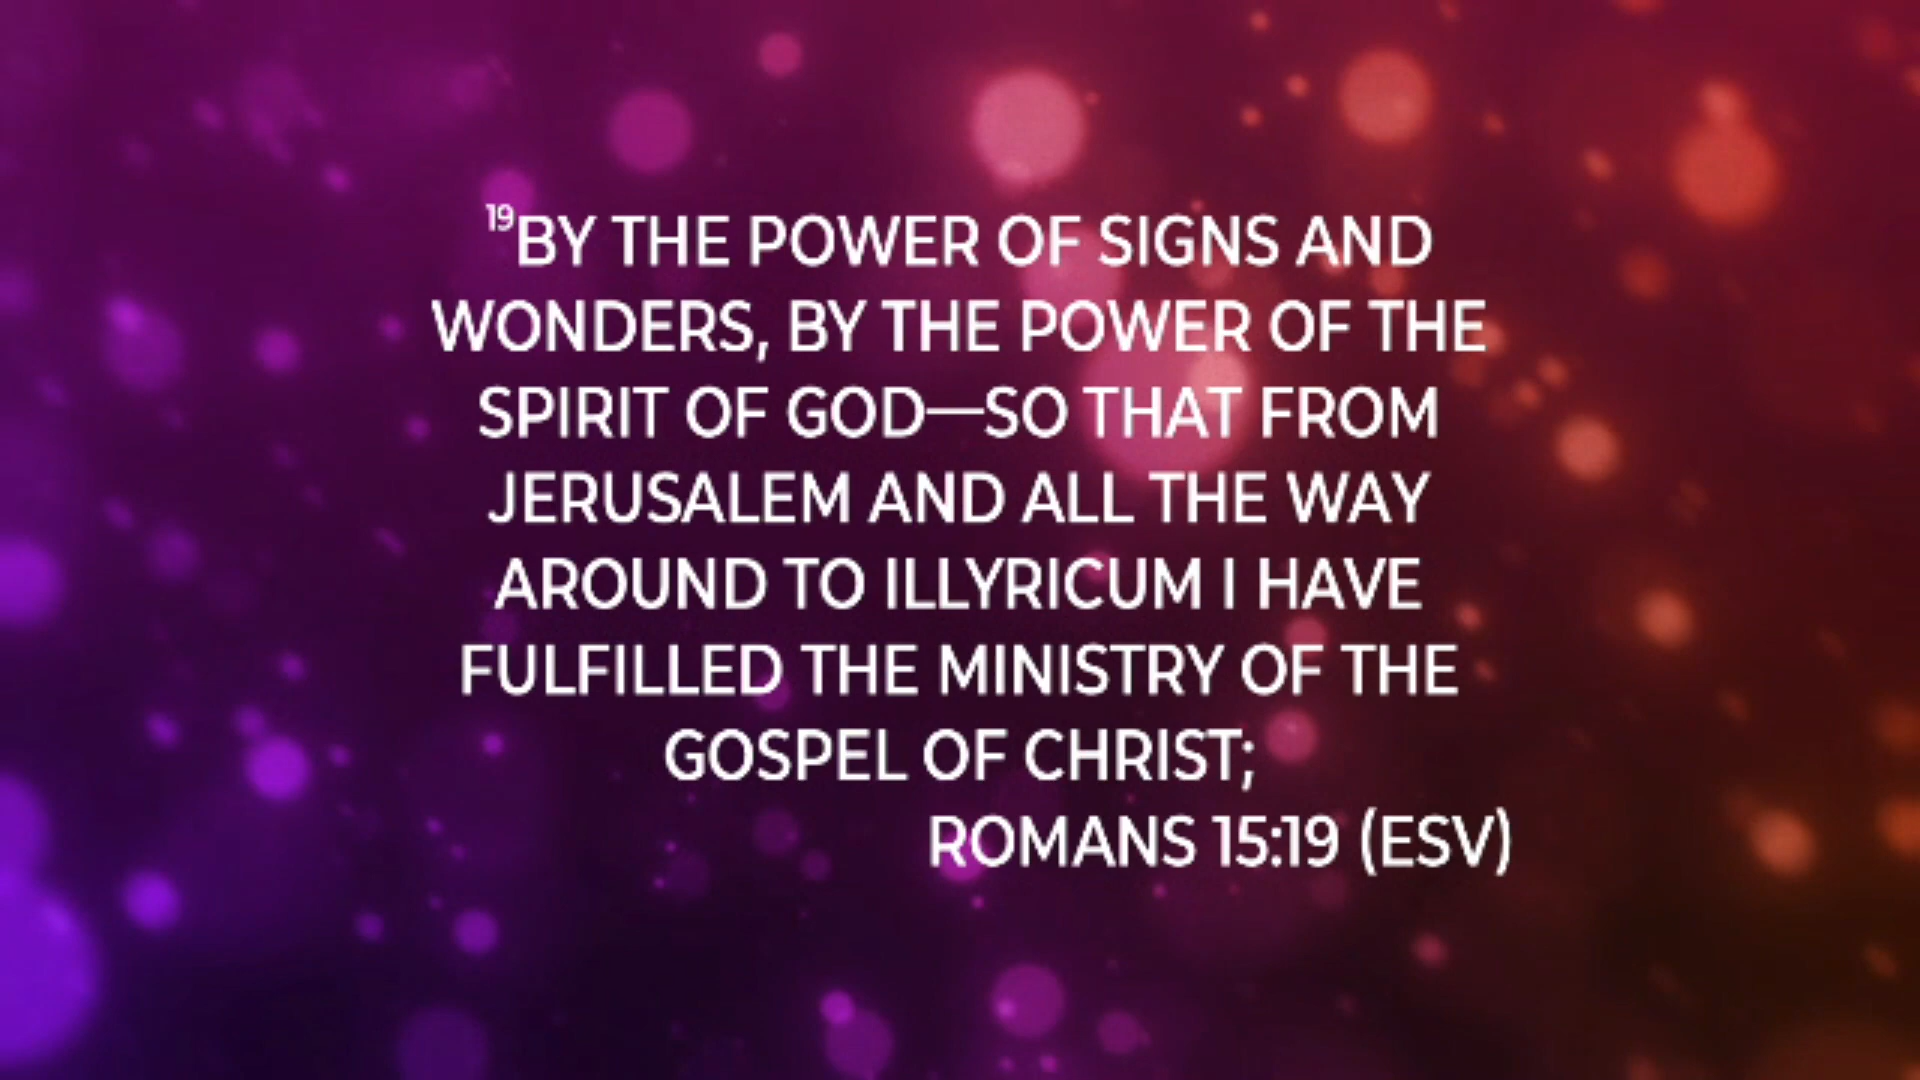 ¹⁹BY THE POWER OF SIGNS AND
WONDERS, BY THE POWER OF THE
SPIRIT OF GOD—SO THAT FROM
JERUSALEM AND ALL THE WAY
AROUND TO ILLYRICUM I HAVE
FULFILLED THE MINISTRY OF THE
GOSPEL OF CHRIST;
ROMANS 15:19 (ESV)